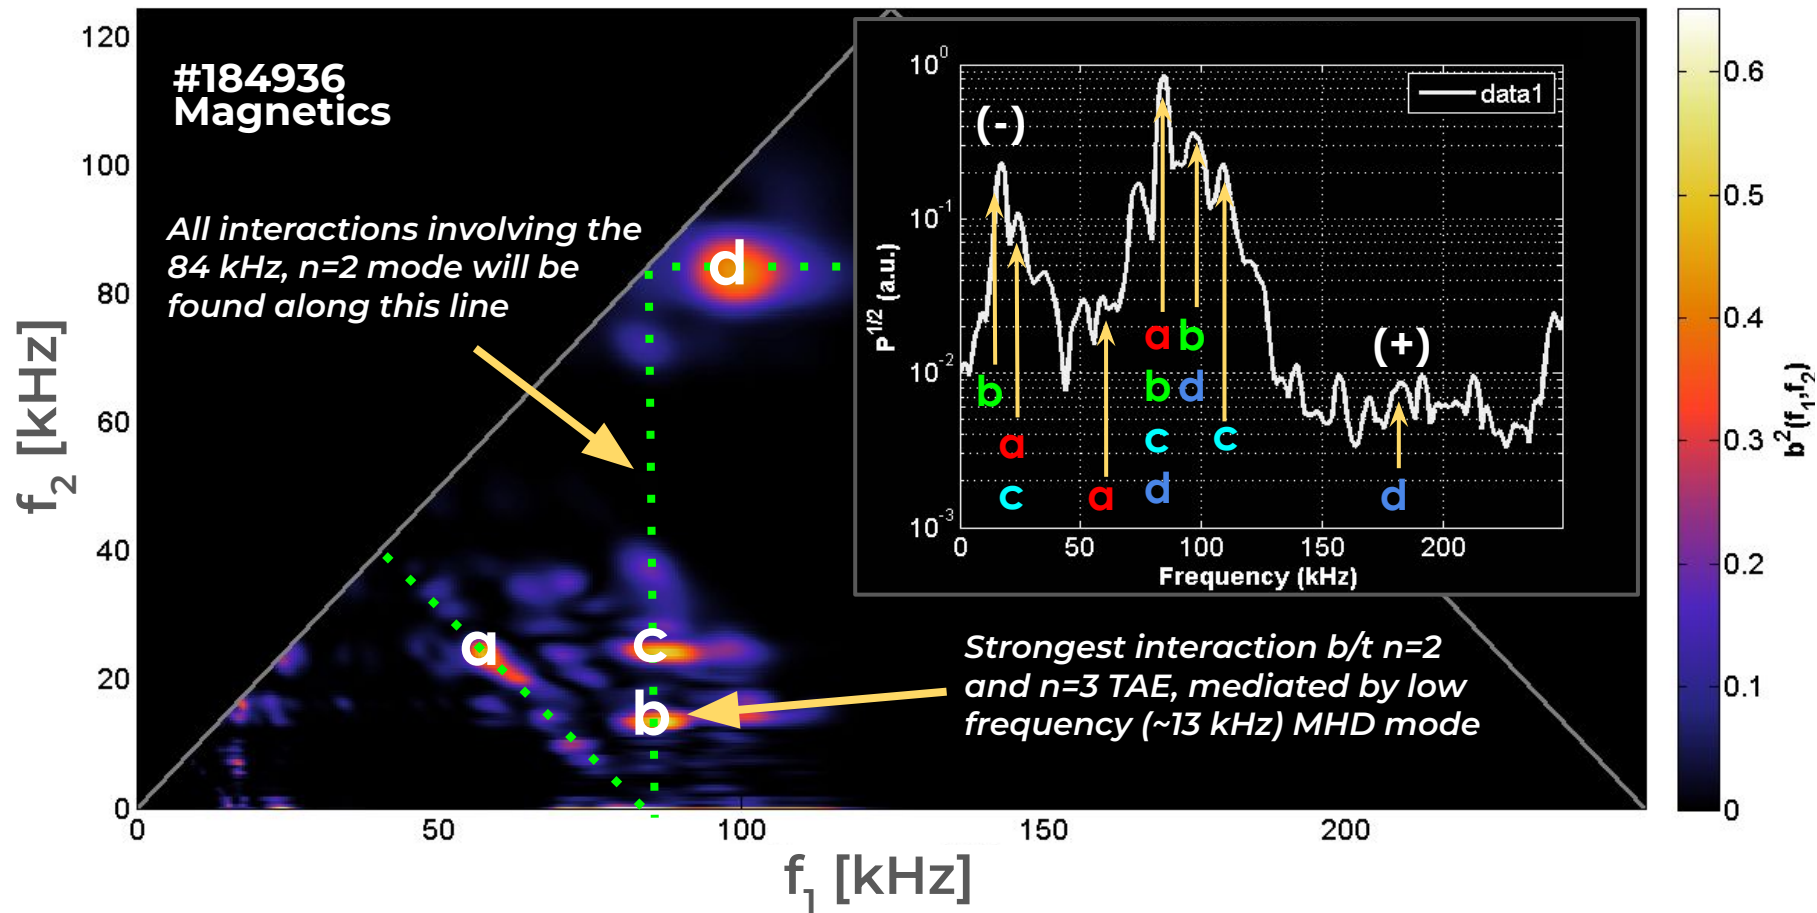 #184936
Magnetics
All interactions involving the
84 kHz, n=2 mode will be
found along this line
Strongest interaction b/t n=2
and n=3 TAE, mediated by low
frequency (~13 kHz) MHD mode
d
a
c
b
f₂ [kHz]
120
100
80
60
40
20
0
0 50 100 150 200
f₁ [kHz]
data1
(-)
(+)
b
a
c
a
a b
b d
c
d
c
d
P^1/2 (a.u.)
10^0
10^-1
10^-2
10^-3
0 50 100 150 200
Frequency (kHz)
0.6
0.5
0.4
0.3
0.2
0.1
0
b²(f₁,f₂)